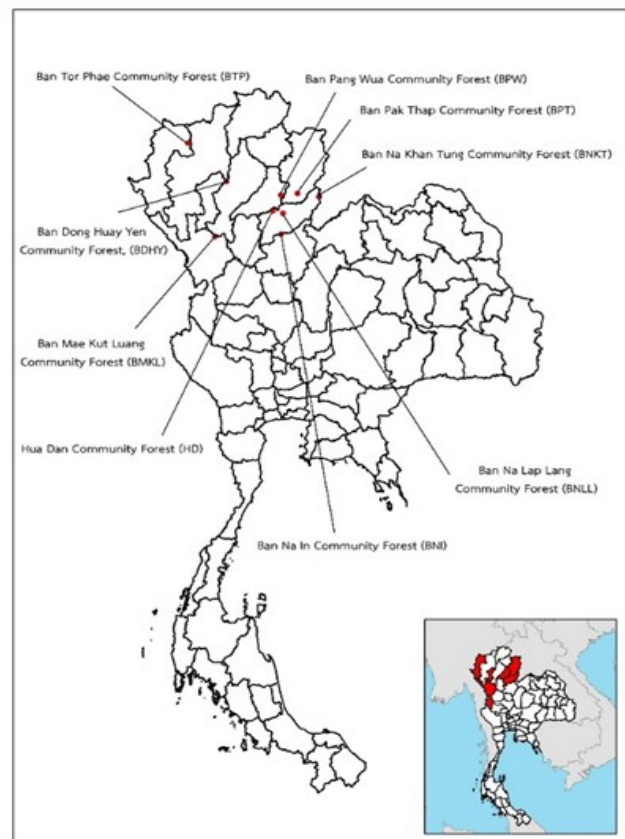 Ban Tor Phae Community Forest (BTP)
Ban Pang Wua Community Forest (BPW)
Ban Pak Thap Community Forest (BPT)
Ban Na Khan Tung Community Forest (BNKT)
Ban Dong Huay Yen
Community Forest, (BDHY)
Ban Mae Kut Luang
Community Forest (BMKL)
Hua Dan Community Forest (HD)
Ban Na Lap Lang
Community Forest (BNLL)
Ban Na In Community Forest (BNI)